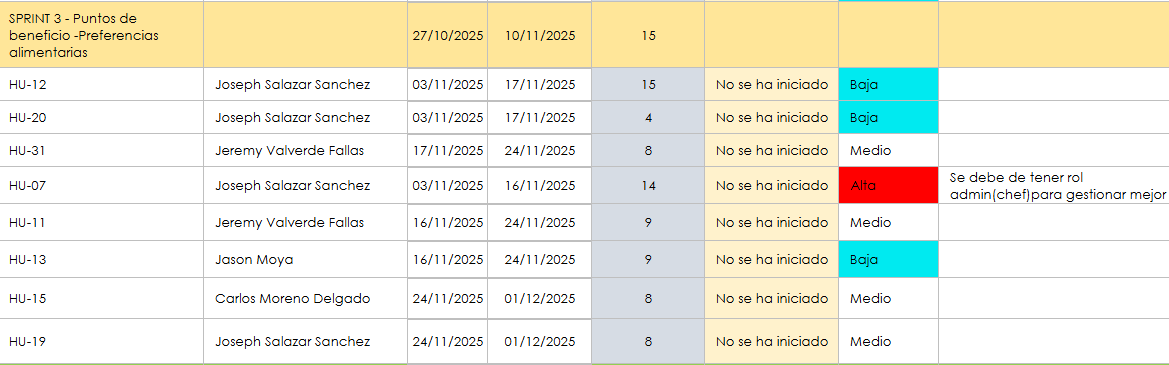 SPRINT 3 - Puntos de
beneficio -Preferencias
alimentarias
27/10/2025 10/11/2025 15
HU-12 Joseph Salazar Sanchez 03/11/2025 17/11/2025 15 No se ha iniciado Baja
HU-20 Joseph Salazar Sanchez 03/11/2025 17/11/2025 4 No se ha iniciado Baja
HU-31 Jeremy Valverde Fallas 17/11/2025 24/11/2025 8 No se ha iniciado Medio
HU-07 Joseph Salazar Sanchez 03/11/2025 16/11/2025 14 No se ha iniciado Alta
Se debe de tener rol
admin(chef)para gestionar mejor
HU-11 Jeremy Valverde Fallas 16/11/2025 24/11/2025 9 No se ha iniciado Medio
HU-13 Jason Moya 16/11/2025 24/11/2025 9 No se ha iniciado Baja
HU-15 Carlos Moreno Delgado 24/11/2025 01/12/2025 8 No se ha iniciado Medio
HU-19 Joseph Salazar Sanchez 24/11/2025 01/12/2025 8 No se ha iniciado Medio